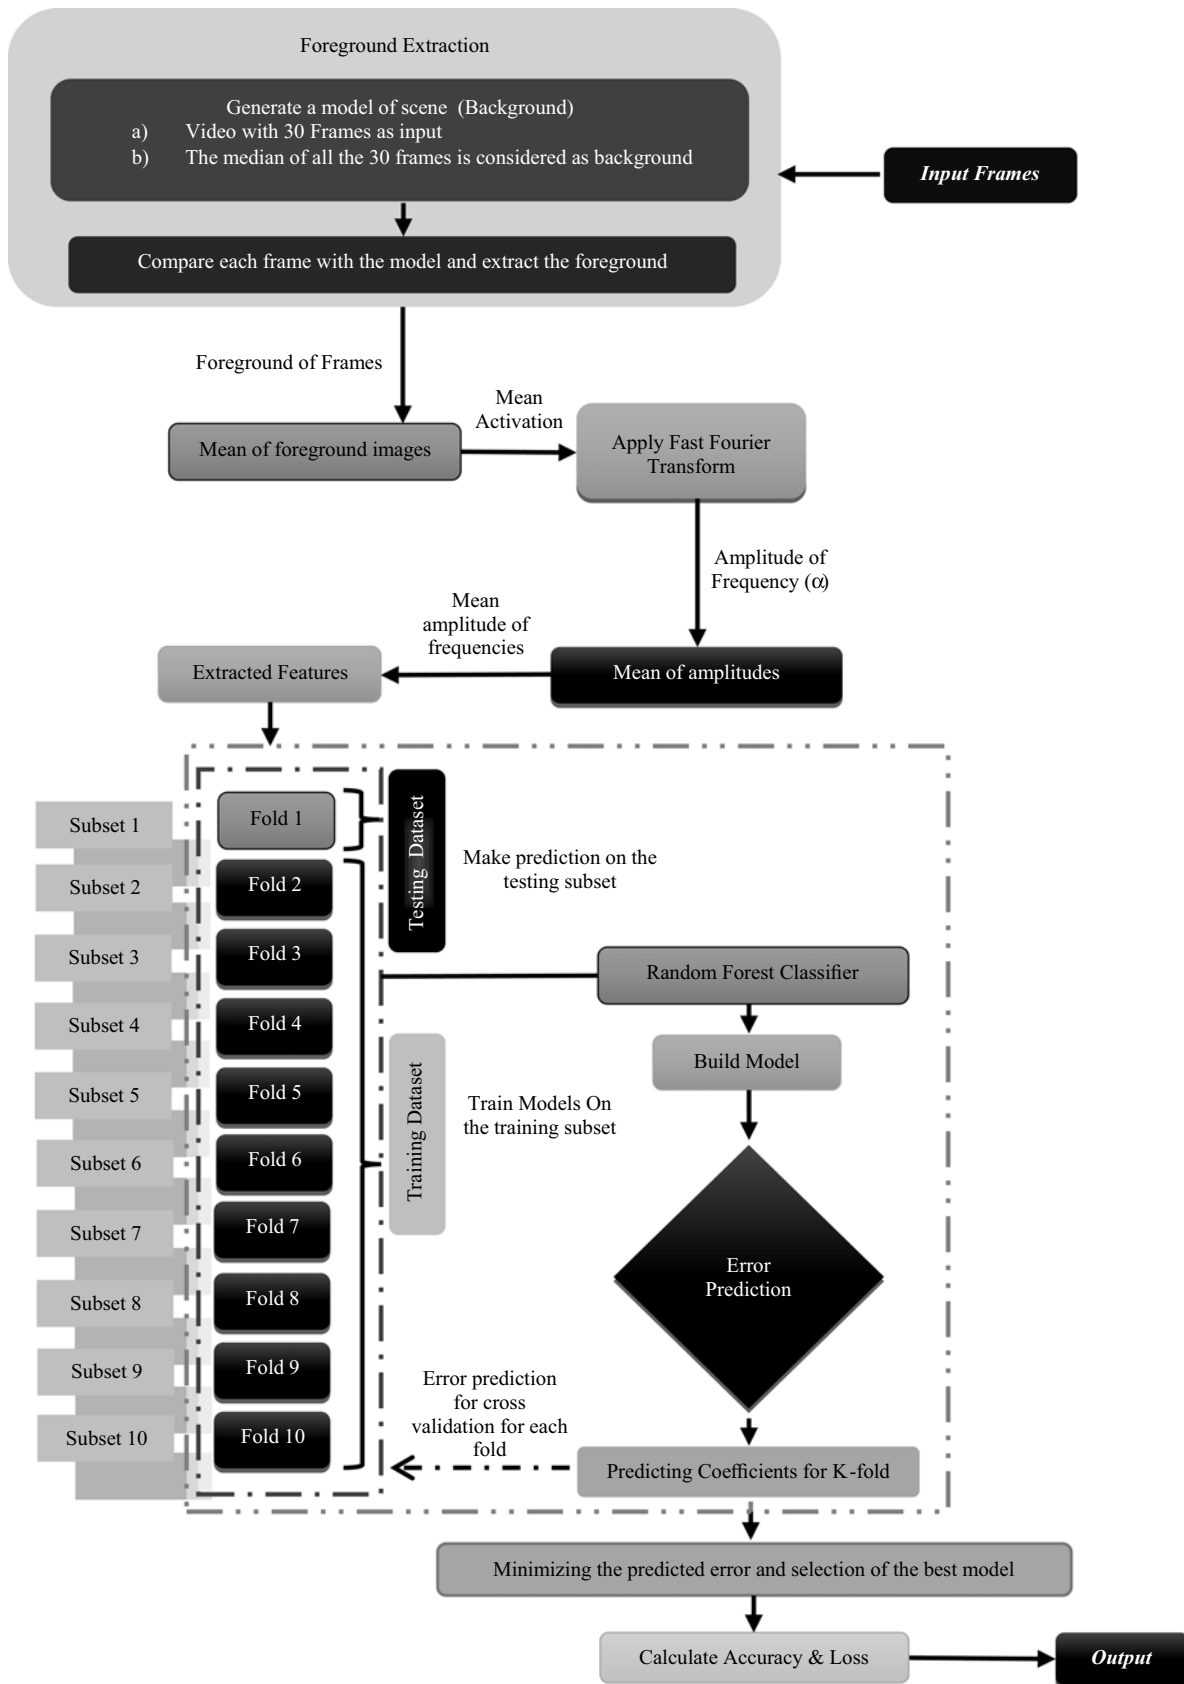 Foreground Extraction
Generate a model of scene (Background)
a) Video with 30 Frames as input
b) The median of all the 30 frames is considered as background
Input Frames
Compare each frame with the model and extract the foreground
Foreground of Frames
Mean
Activation
Mean of foreground images
Apply Fast Fourier
Transform
Amplitude of
Frequency (α)
Mean
amplitude of
frequencies
Extracted Features
Mean of amplitudes
Subset 1
Subset 2
Subset 3
Subset 4
Subset 5
Subset 6
Subset 7
Subset 8
Subset 9
Subset 10
Fold 1
Fold 2
Fold 3
Fold 4
Fold 5
Fold 6
Fold 7
Fold 8
Fold 9
Fold 10
Testing Dataset
Training Dataset
Make prediction on the
testing subset
Train Models On
the training subset
Random Forest Classifier
Build Model
Error
Prediction
Error prediction
for cross
validation for each
fold
Predicting Coefficients for K-fold
Minimizing the predicted error and selection of the best model
Calculate Accuracy & Loss
Output